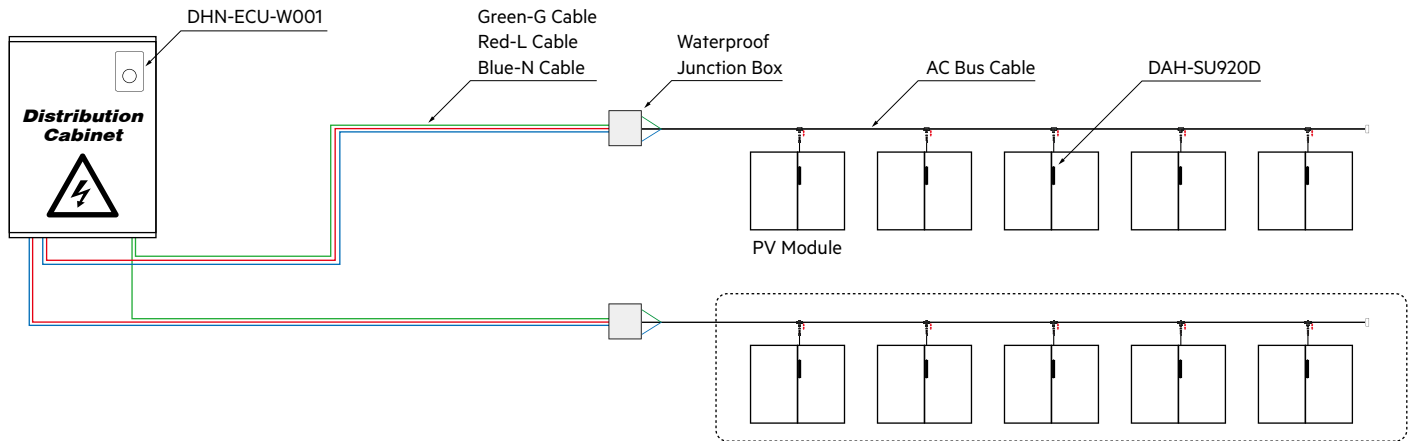 DHN-ECU-W001
Green-G Cable
Red-L Cable
Blue-N Cable
Waterproof
Junction Box
AC Bus Cable
DAH-SU920D
Distribution
Cabinet
PV Module